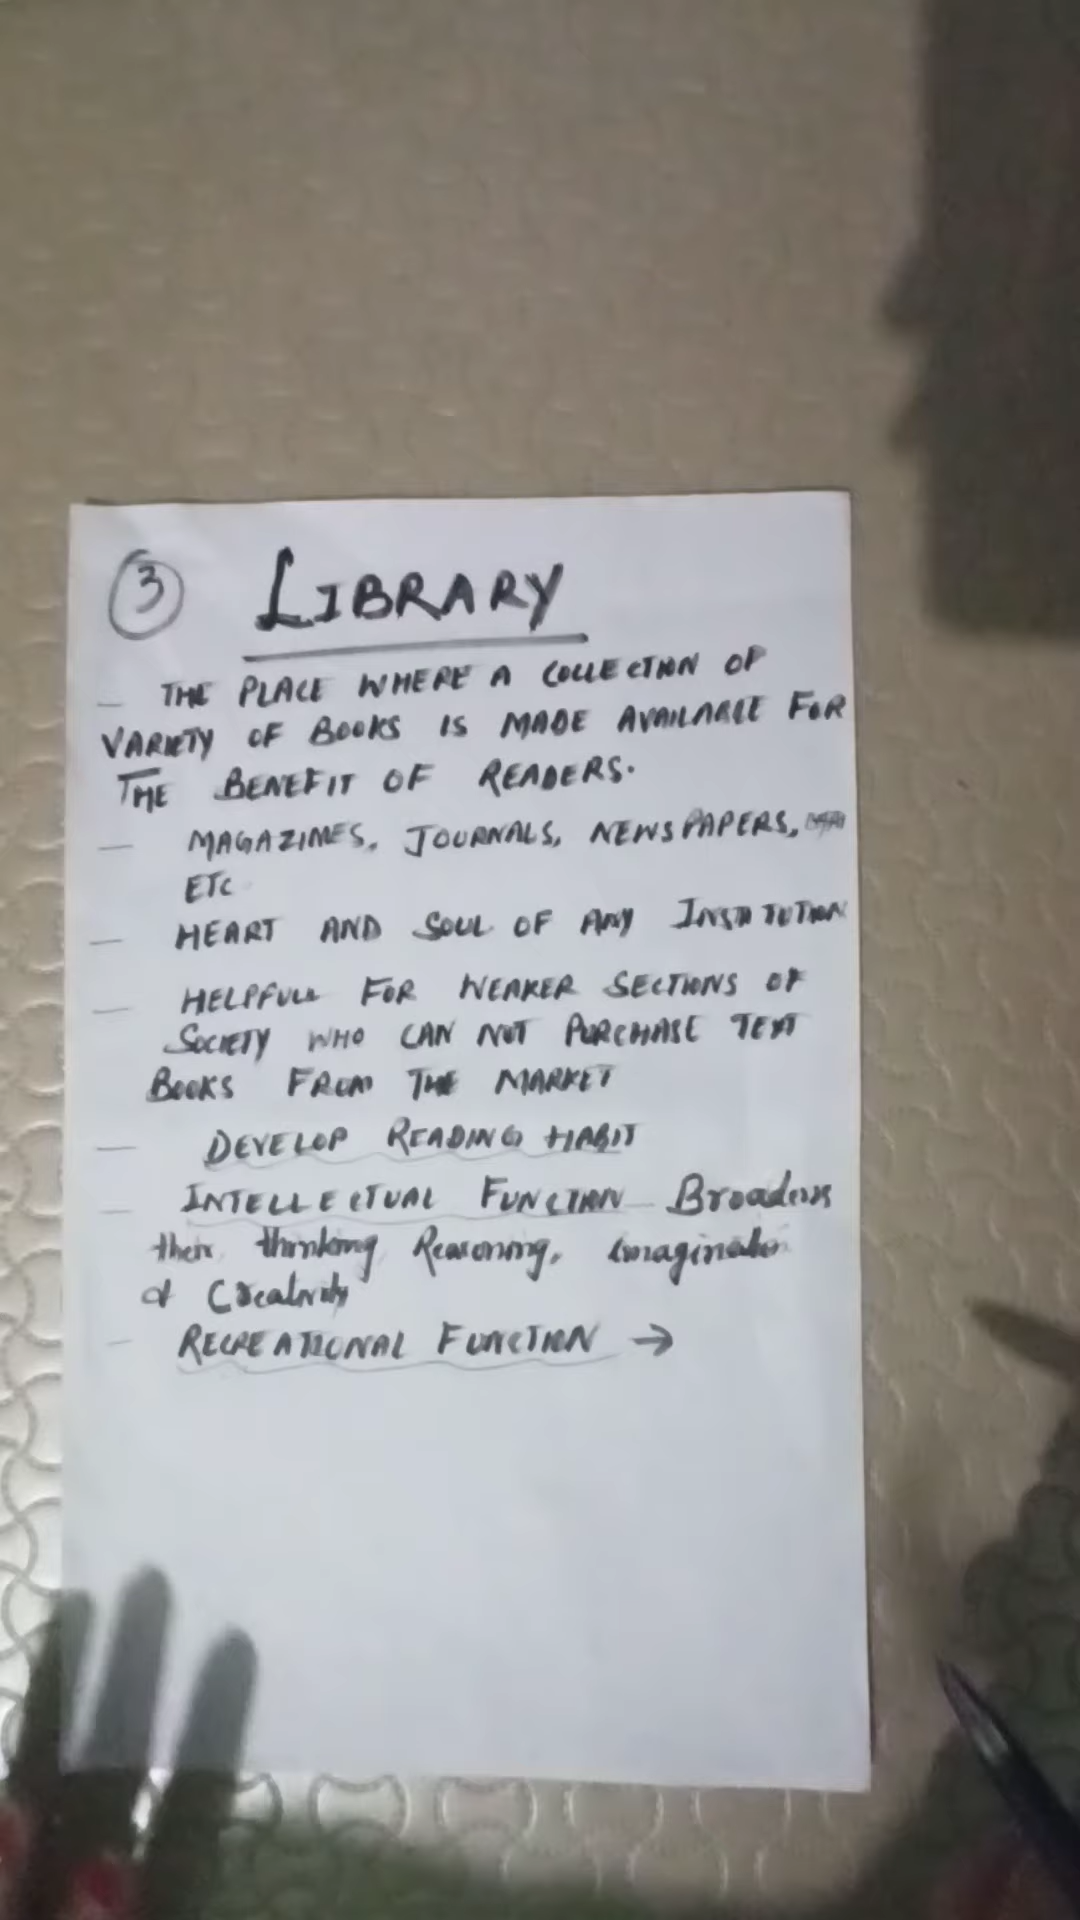 3 LIBRARY
— THE PLACE WHERE A COLLECTION OF
VARIETY OF BOOKS IS MADE AVAILABLE FOR
THE BENEFIT OF READERS.
— MAGAZINES, JOURNALS, NEWSPAPERS,
ETC
— HEART AND SOUL OF ANY INSTITUTION
— HELPFULL FOR WEAKER SECTIONS OF
SOCIETY WHO CAN NOT PURCHASE TEXT
BOOKS FROM THE MARKET
— DEVELOP READING HABIT
— INTELLECTUAL FUNCTION Broadens
their thinking Reasoning, imagination
& Creativity
— RECREATIONAL FUNCTION →